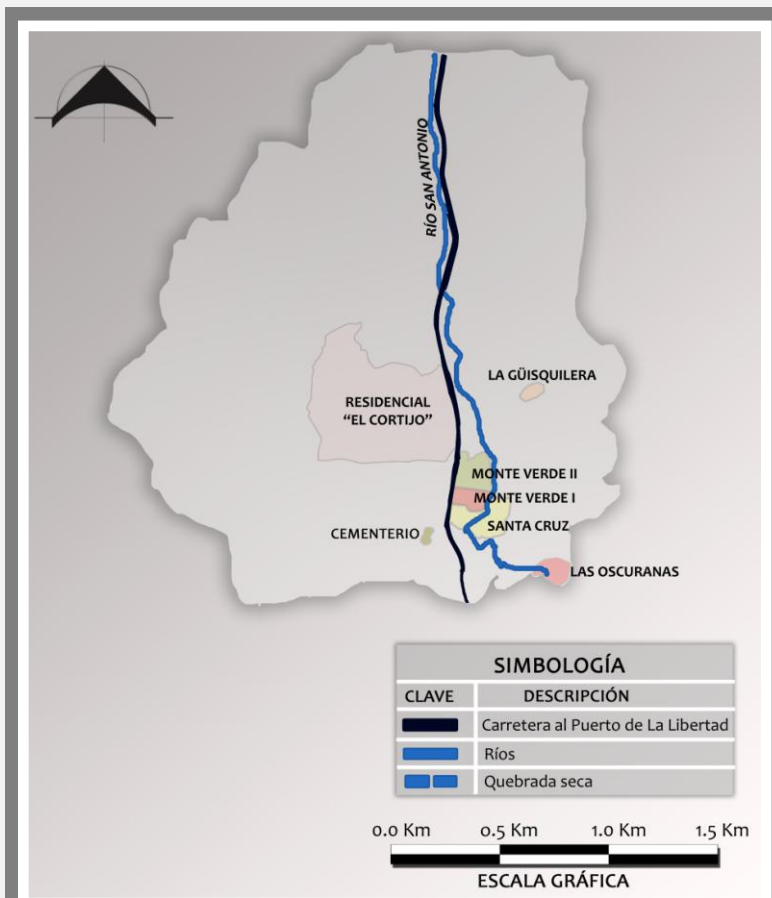 RÍO SAN ANTONIO
LA GÜISQUILERA
RESIDENCIAL
“EL CORTIJO”
MONTE VERDE II
MONTE VERDE I
SANTA CRUZ
CEMENTERIO
LAS OSCURANAS
SIMBOLOGÍA
CLAVE DESCRIPCIÓN
Carretera al Puerto de La Libertad
Ríos
Quebrada seca
0.0 Km 0.5 Km 1.0 Km 1.5 Km
ESCALA GRÁFICA